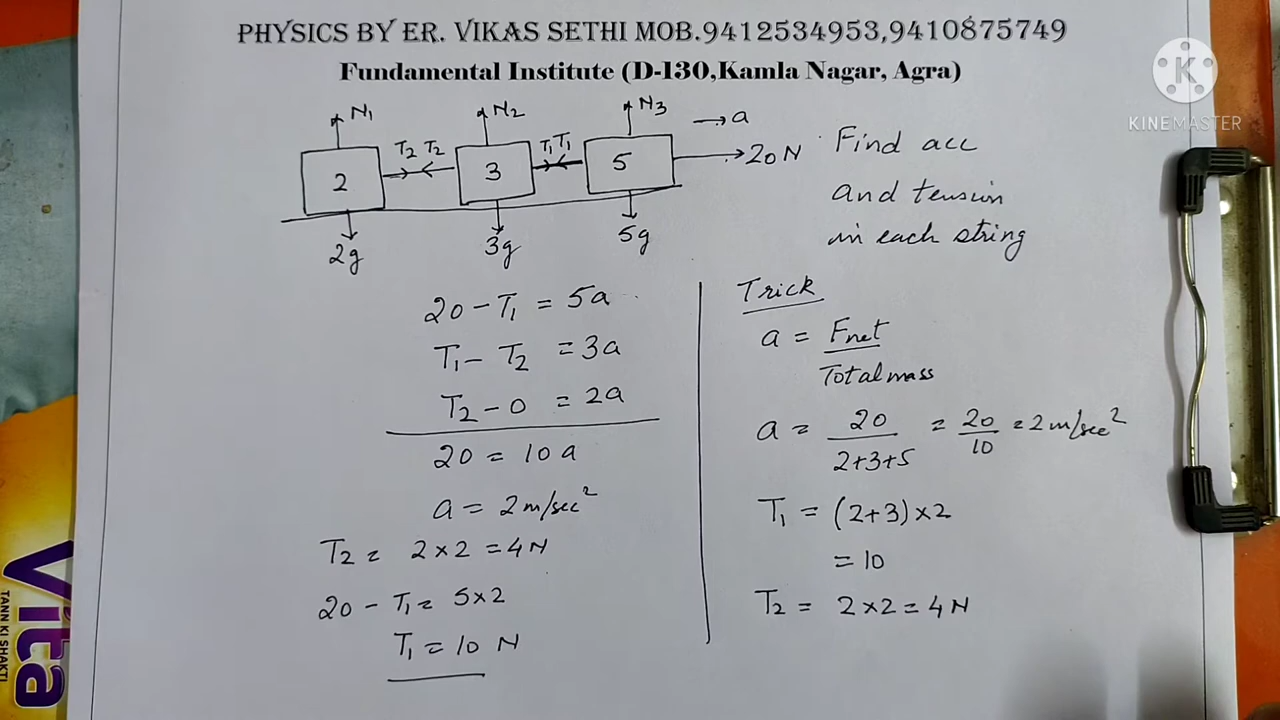 PHYSICS BY ER. VIKAS SETHI MOB.9412534953,9410875749
Fundamental Institute (D-130,Kamla Nagar, Agra)
K
KINEMASTER
N1 N2 N3 → a
2 T2 T2 3 T1 T1 5 20N
2g 3g 5g
Find acc
and tension
in each string
20 - T1 = 5a
T1 - T2 = 3a
T2 - 0 = 2a
20 = 10a
a = 2m/sec²
T2 = 2×2 = 4N
20 - T1 = 5×2
T1 = 10 N
Trick
a = Fnet
Total mass
a = 20 = 20 = 2m/sec²
2+3+5 10
T1 = (2+3)×2
= 10
T2 = 2×2 = 4N
Vita
TANN KI SHAKTI